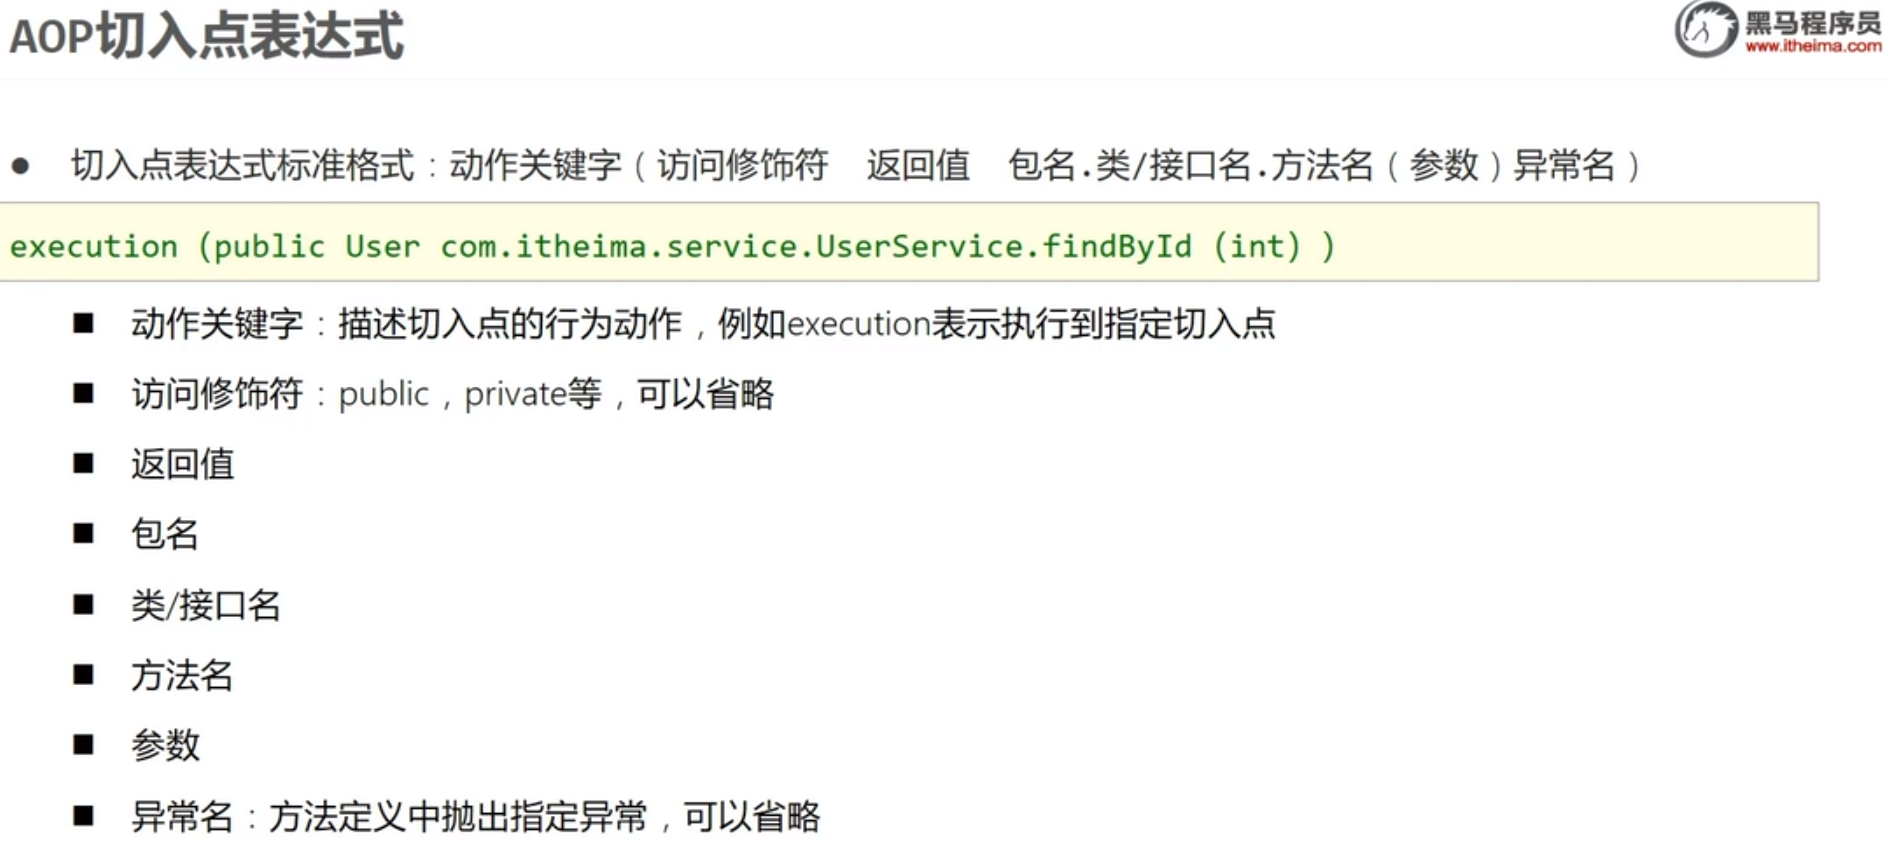 AOP切入点表达式
黑马程序员
www.itheima.com
● 切入点表达式标准格式：动作关键字（访问修饰符 返回值 包名.类/接口名.方法名（参数）异常名）
execution (public User com.itheima.service.UserService.findById (int) )
■ 动作关键字：描述切入点的行为动作，例如execution表示执行到指定切入点
■ 访问修饰符：public，private等，可以省略
■ 返回值
■ 包名
■ 类/接口名
■ 方法名
■ 参数
■ 异常名：方法定义中抛出指定异常，可以省略